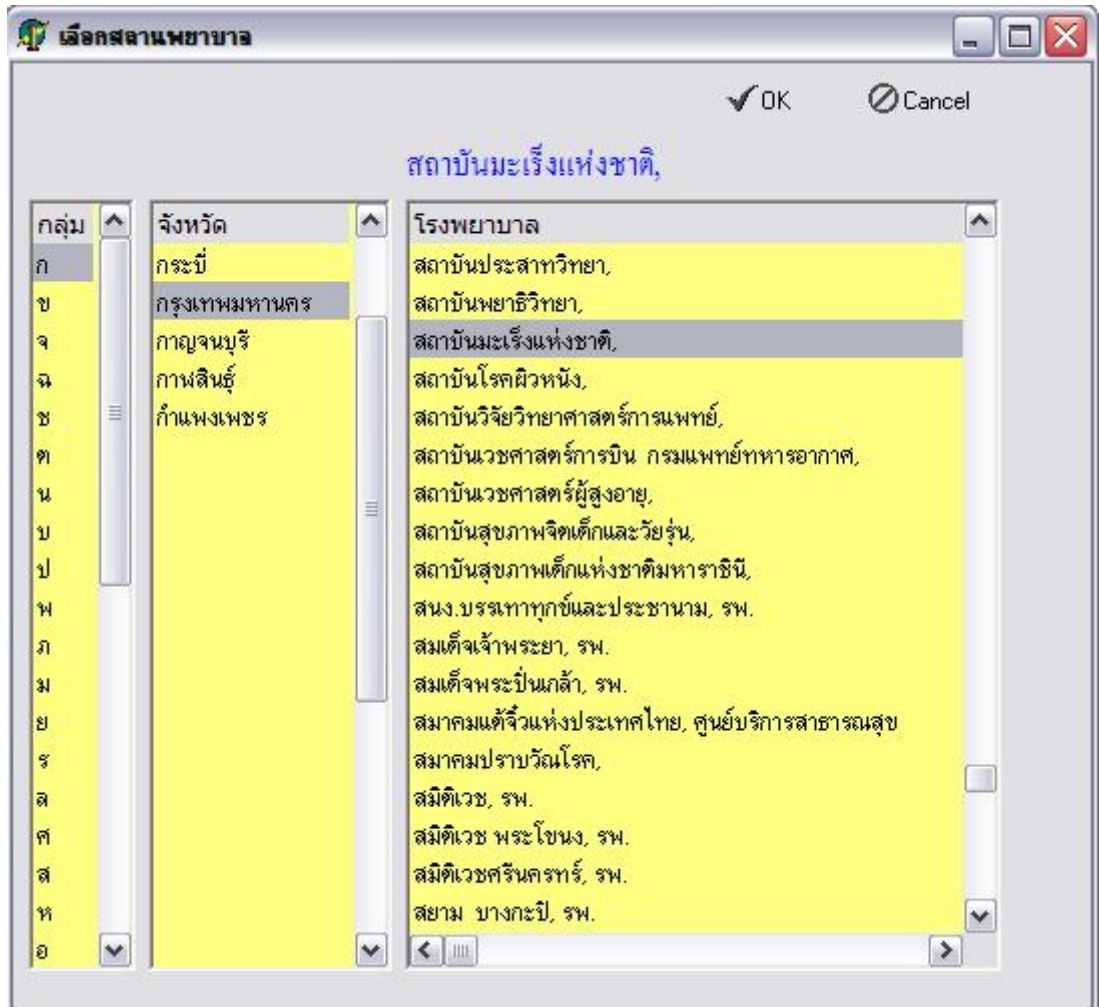 เลือกสถานพยาบาล
OK
Cancel
สถาบันมะเร็งแห่งชาติ,
กลุ่ม
ก
ข
จ
ฉ
ช
ต
น
บ
ป
พ
ภ
ม
ย
ร
ล
ศ
ส
ห
อ
จังหวัด
กระบี่
กรุงเทพมหานคร
กาญจนบุรี
กาฬสินธุ์
กำแพงเพชร
โรงพยาบาล
สถาบันประสาทวิทยา,
สถาบันพยาธิวิทยา,
สถาบันมะเร็งแห่งชาติ,
สถาบันโรคผิวหนัง,
สถาบันวิจัยวิทยาศาสตร์การแพทย์,
สถาบันเวชศาสตร์การบิน กรมแพทย์ทหารอากาศ,
สถาบันเวชศาสตร์ผู้สูงอายุ,
สถาบันสุขภาพจิตเด็กและวัยรุ่น,
สถาบันสุขภาพเด็กแห่งชาติมหาราชินี,
สนง.บรรเทาทุกข์และประชานาม, รพ.
สมเด็จเจ้าพระยา, รพ.
สมเด็จพระปิ่นเกล้า, รพ.
สมาคมแต้จิ๋วแห่งประเทศไทย, ศูนย์บริการสาธารณสุข
สมาคมปราบวัณโรค,
สมิติเวช, รพ.
สมิติเวช พระโขนง, รพ.
สมิติเวชศรีนครทร์, รพ.
สยาม บางกะปิ, รพ.